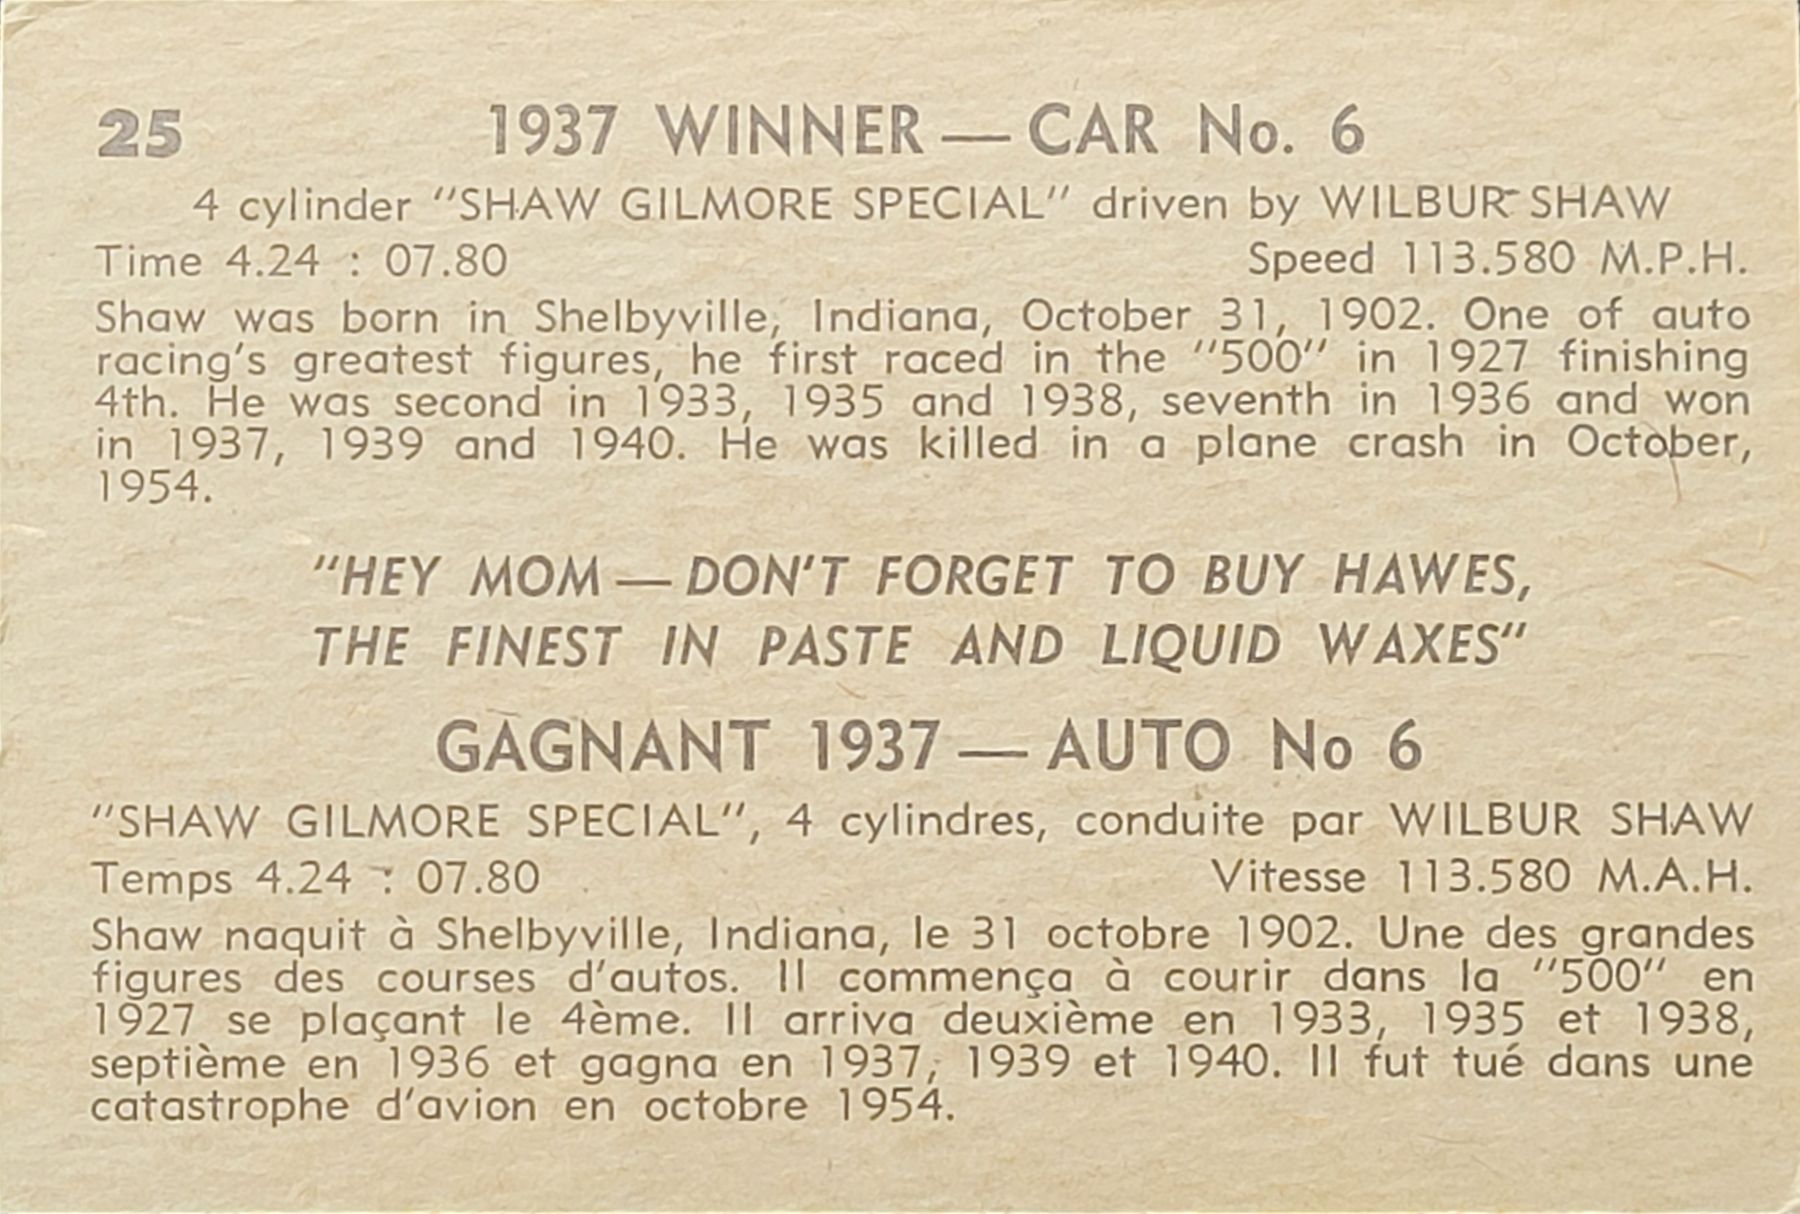 25 1937 WINNER — CAR No. 6
4 cylinder "SHAW GILMORE SPECIAL" driven by WILBUR SHAW
Time 4.24 : 07.80 Speed 113.580 M.P.H.
Shaw was born in Shelbyville, Indiana, October 31, 1902. One of auto
racing's greatest figures, he first raced in the "500" in 1927 finishing
4th. He was second in 1933, 1935 and 1938, seventh in 1936 and won
in 1937, 1939 and 1940. He was killed in a plane crash in October,
1954.
"HEY MOM — DON'T FORGET TO BUY HAWES,
THE FINEST IN PASTE AND LIQUID WAXES"
GAGNANT 1937 — AUTO No 6
"SHAW GILMORE SPECIAL", 4 cylindres, conduite par WILBUR SHAW
Temps 4.24 : 07.80 Vitesse 113.580 M.A.H.
Shaw naquit à Shelbyville, Indiana, le 31 octobre 1902. Une des grandes
figures des courses d'autos. Il commença à courir dans la "500" en
1927 se plaçant le 4ème. Il arriva deuxième en 1933, 1935 et 1938,
septième en 1936 et gagna en 1937, 1939 et 1940. Il fut tué dans une
catastrophe d'avion en octobre 1954.